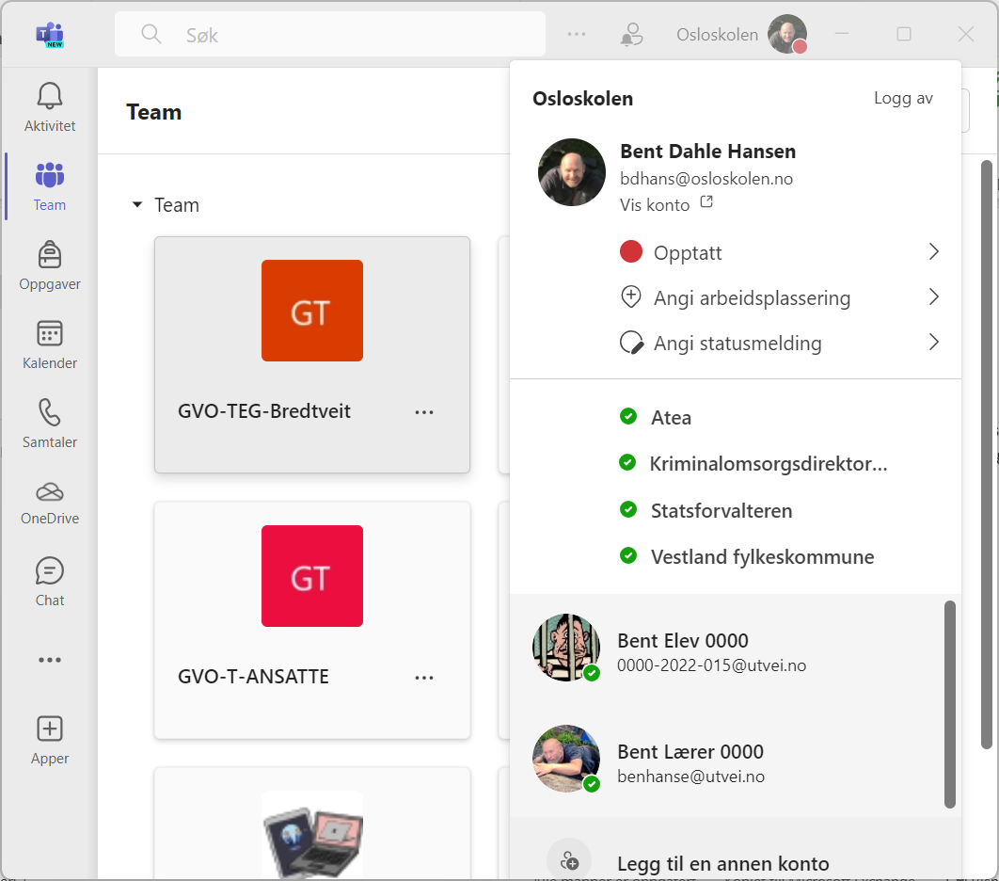 NEW
Søk
Osloskolen
Aktivitet
Team
Oppgaver
Kalender
Samtaler
OneDrive
Chat
Apper
Team
Team
GT
GVO-TEG-Bredtveit
GT
GVO-T-ANSATTE
Osloskolen
Logg av
Bent Dahle Hansen
bdhans@osloskolen.no
Vis konto
Opptatt
Angi arbeidsplassering
Angi statusmelding
Atea
Kriminalomsorgsdirektor...
Statsforvalteren
Vestland fylkeskommune
Bent Elev 0000
0000-2022-015@utvei.no
Bent Lærer 0000
benhanse@utvei.no
Legg til en annen konto